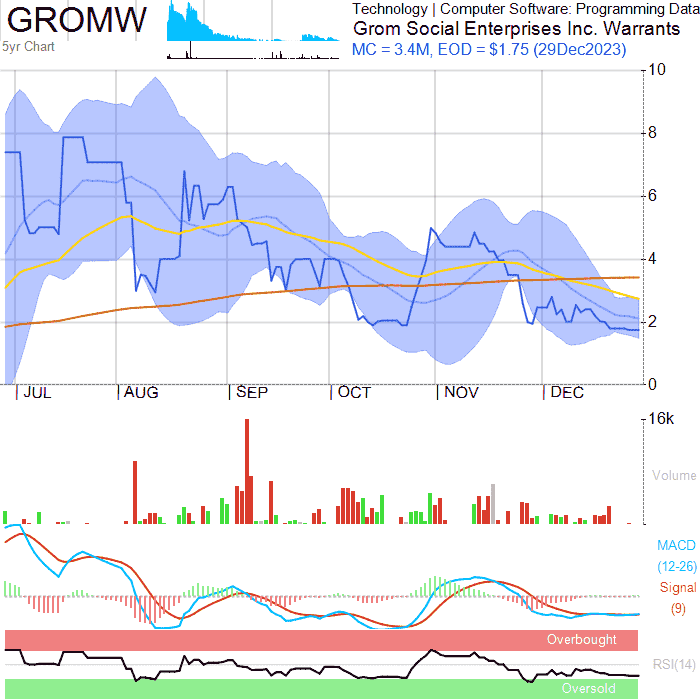 GROMW
5yr Chart
Technology | Computer Software: Programming Data
Grom Social Enterprises Inc. Warrants
MC = 3.4M, EOD = $1.75 (29Dec2023)
10
8
6
4
2
0
JUL AUG SEP OCT NOV DEC
16k
Volume
MACD
(12-26)
Signal
(9)
Overbought
RSI(14)
Oversold